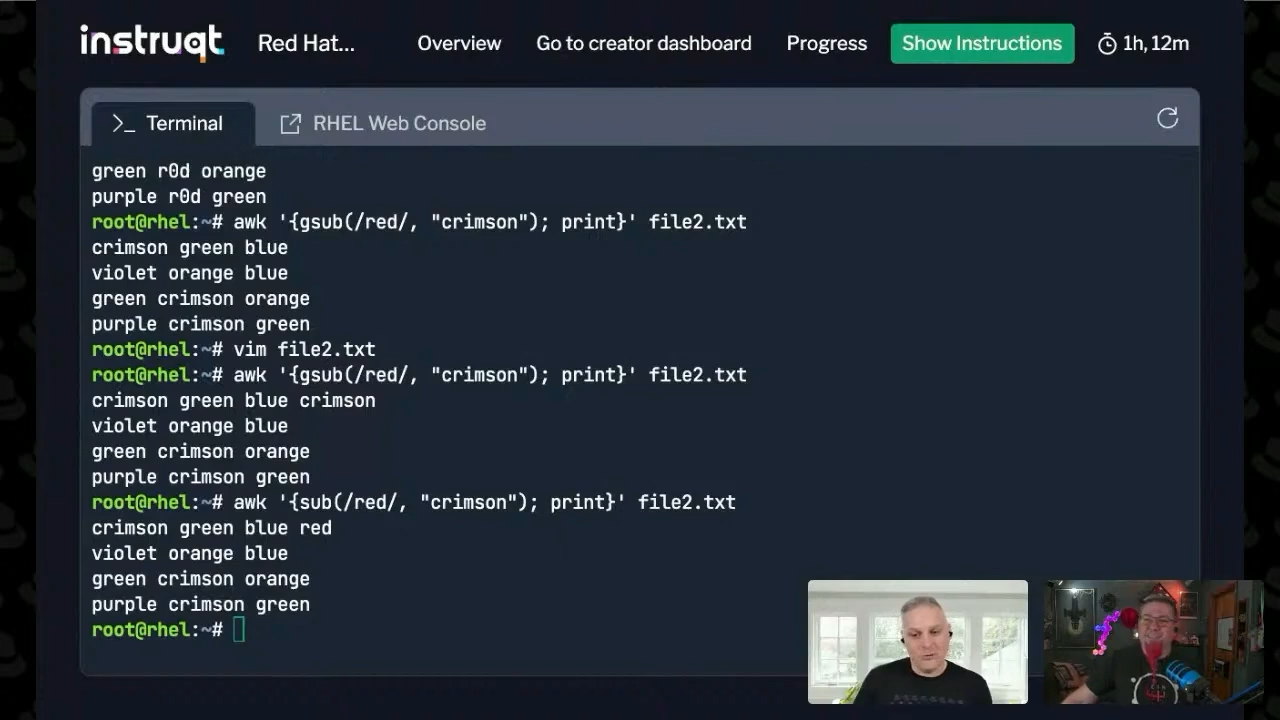 instruqt Red Hat... Overview Go to creator dashboard Progress Show Instructions 1h, 12m
>_ Terminal RHEL Web Console
green r0d orange
purple r0d green
root@rhel:~# awk '{gsub(/red/, "crimson"); print}' file2.txt
crimson green blue
violet orange blue
green crimson orange
purple crimson green
root@rhel:~# vim file2.txt
root@rhel:~# awk '{gsub(/red/, "crimson"); print}' file2.txt
crimson green blue crimson
violet orange blue
green crimson orange
purple crimson green
root@rhel:~# awk '{sub(/red/, "crimson"); print}' file2.txt
crimson green blue red
violet orange blue
green crimson orange
purple crimson green
root@rhel:~#